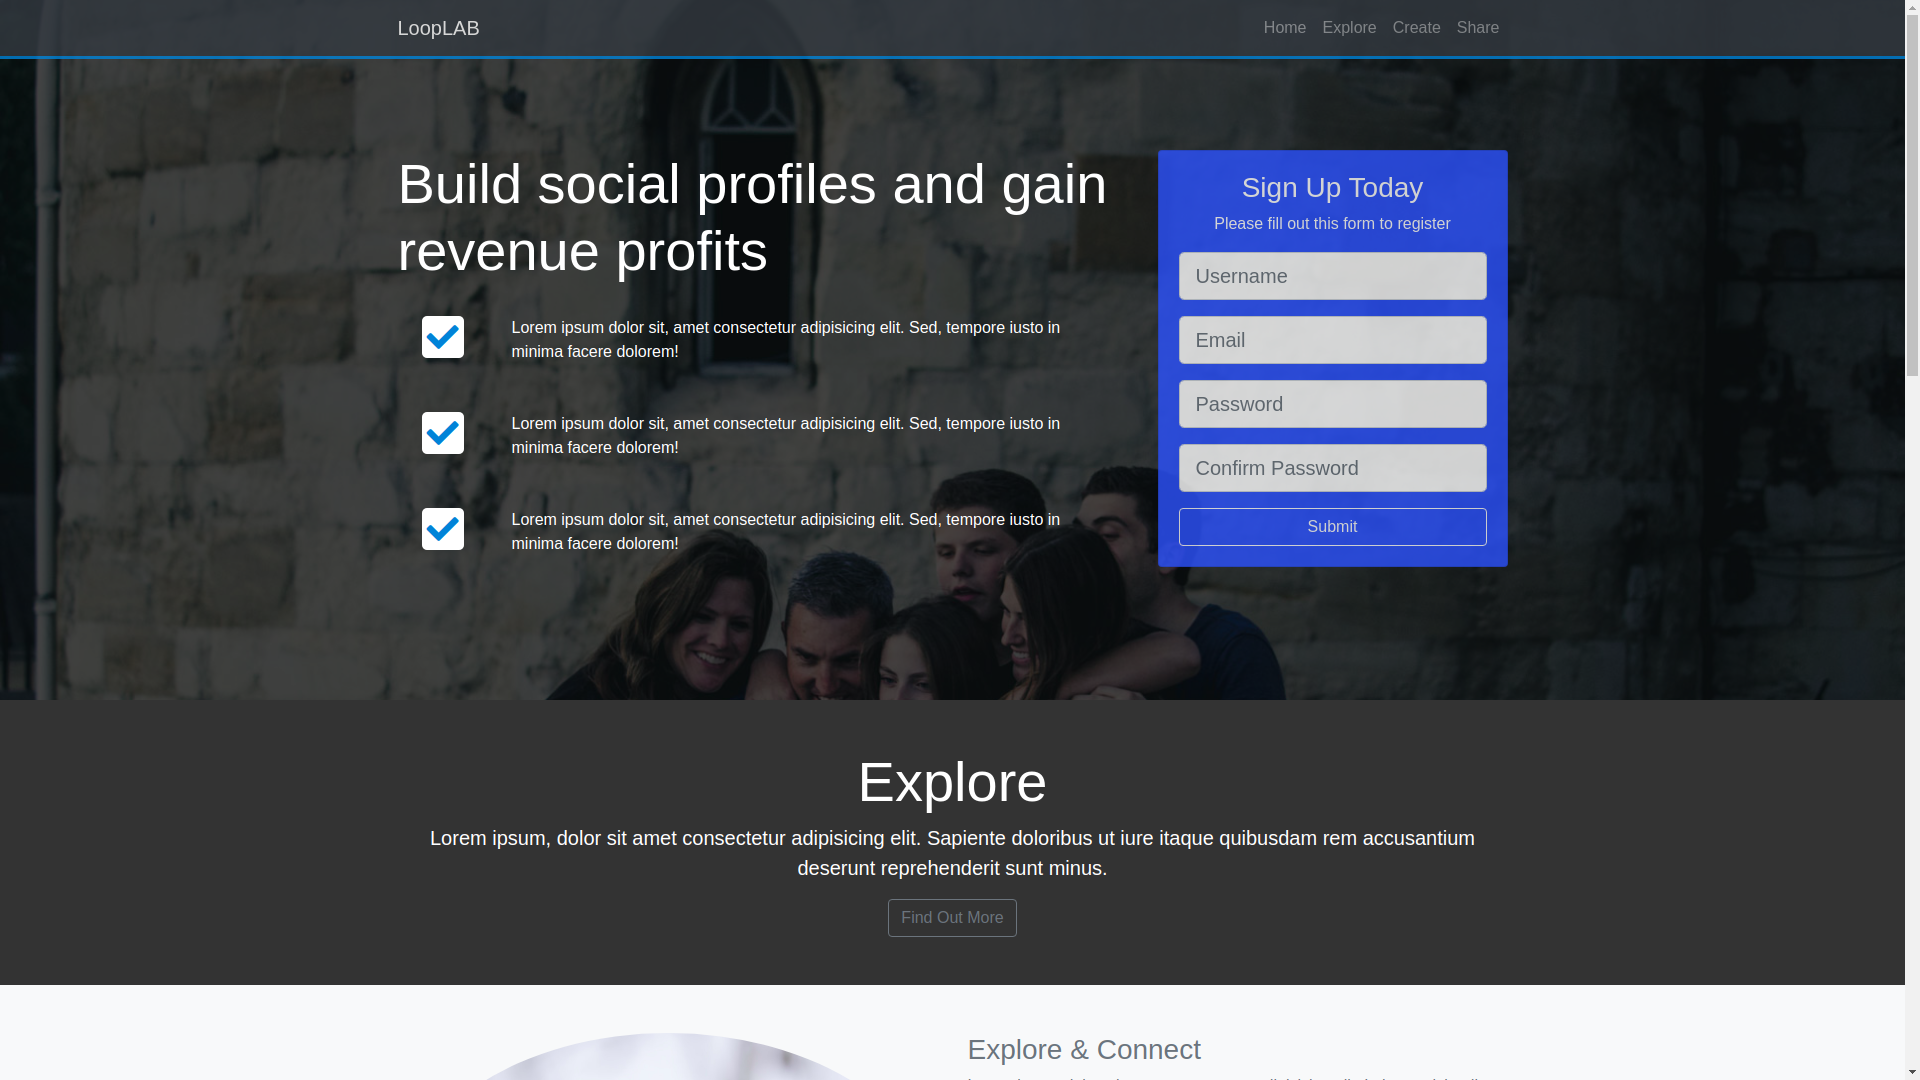 LoopLAB
Home Explore Create Share
Build social profiles and gain
revenue profits
Lorem ipsum dolor sit, amet consectetur adipisicing elit. Sed, tempore iusto in
minima facere dolorem!
Lorem ipsum dolor sit, amet consectetur adipisicing elit. Sed, tempore iusto in
minima facere dolorem!
Lorem ipsum dolor sit, amet consectetur adipisicing elit. Sed, tempore iusto in
minima facere dolorem!
Sign Up Today
Please fill out this form to register
Username
Email
Password
Confirm Password
Submit
Explore
Lorem ipsum, dolor sit amet consectetur adipisicing elit. Sapiente doloribus ut iure itaque quibusdam rem accusantium
deserunt reprehenderit sunt minus.
Find Out More
Explore & Connect